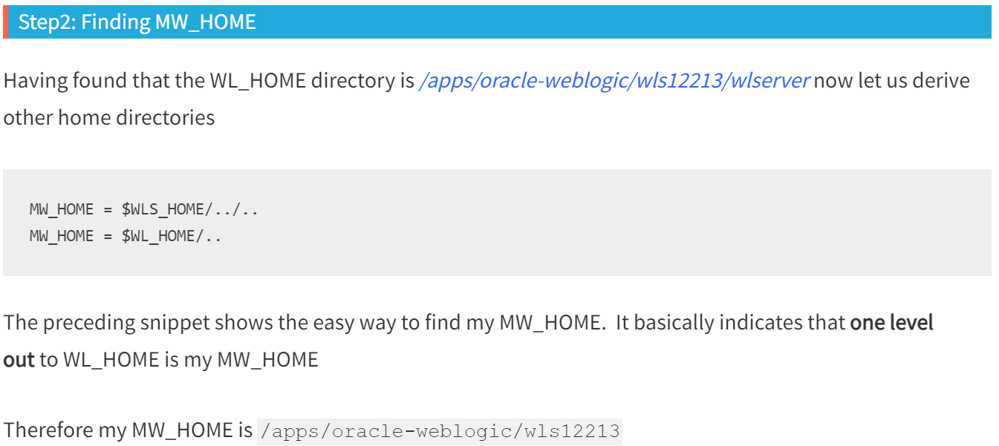 Step2: Finding MW_HOME
Having found that the WL_HOME directory is /apps/oracle-weblogic/wls12213/wlserver now let us derive
other home directories
MW_HOME = $WLS_HOME/../..
MW_HOME = $WL_HOME/..
The preceding snippet shows the easy way to find my MW_HOME.  It basically indicates that one level
out to WL_HOME is my MW_HOME
Therefore my MW_HOME is /apps/oracle-weblogic/wls12213